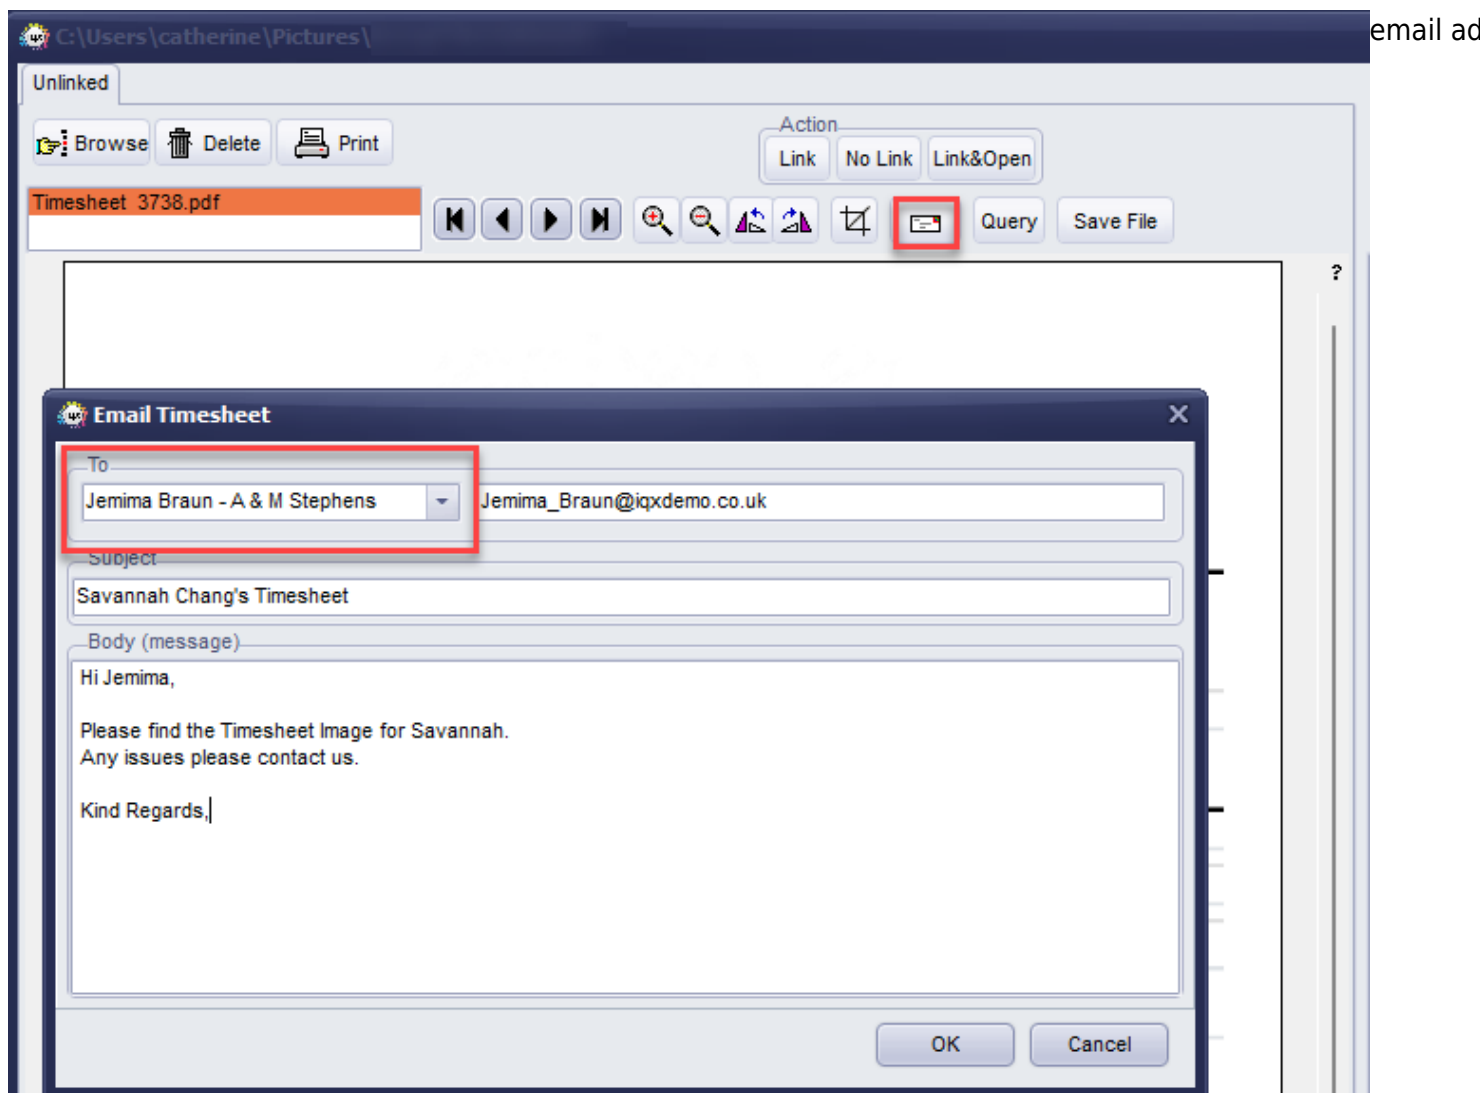 C:\Users\catherine\Pictures\
email ad
Unlinked
Browse Delete Print
Action
Link No Link Link&Open
Timesheet 3738.pdf
Query Save File
?
Email Timesheet
To
Jemima Braun - A & M Stephens Jemima_Braun@iqxdemo.co.uk
Subject
Savannah Chang's Timesheet
Body (message)
Hi Jemima,
Please find the Timesheet Image for Savannah.
Any issues please contact us.
Kind Regards,
OK Cancel